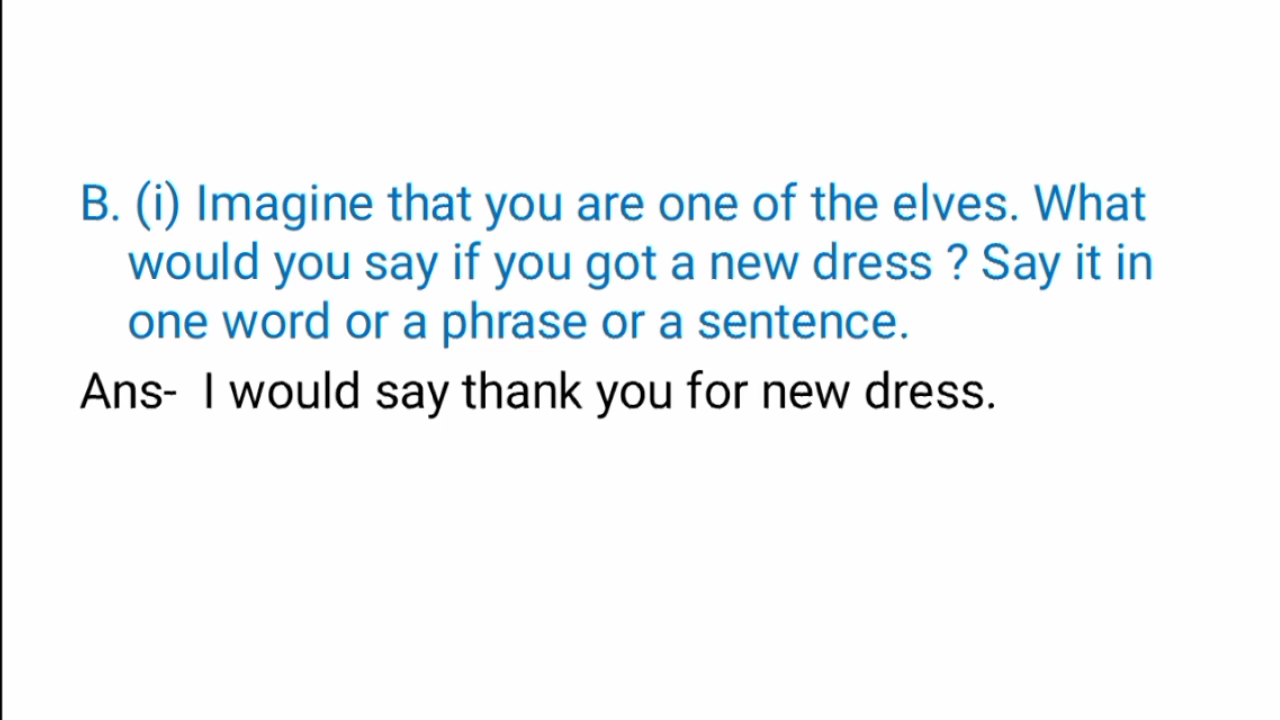 B. (i) Imagine that you are one of the elves. What
would you say if you got a new dress ? Say it in
one word or a phrase or a sentence.
Ans- I would say thank you for new dress.